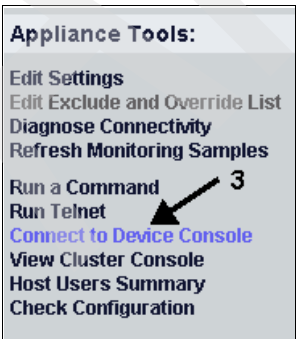 Appliance Tools:
Edit Settings
Edit Exclude and Override List
Diagnose Connectivity
Refresh Monitoring Samples
Run a Command
3
Run Telnet
Connect to Device Console
View Cluster Console
Host Users Summary
Check Configuration